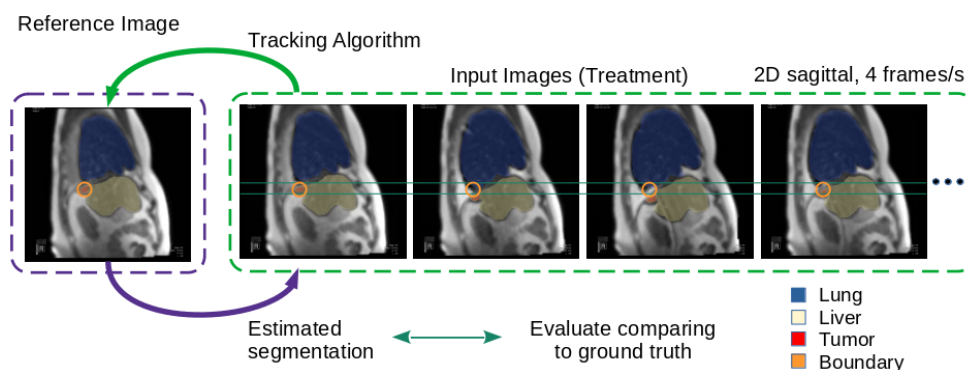 Reference Image
Tracking Algorithm
Input Images (Treatment)
2D sagittal, 4 frames/s
Estimated
segmentation
Evaluate comparing
to ground truth
Lung
Liver
Tumor
Boundary